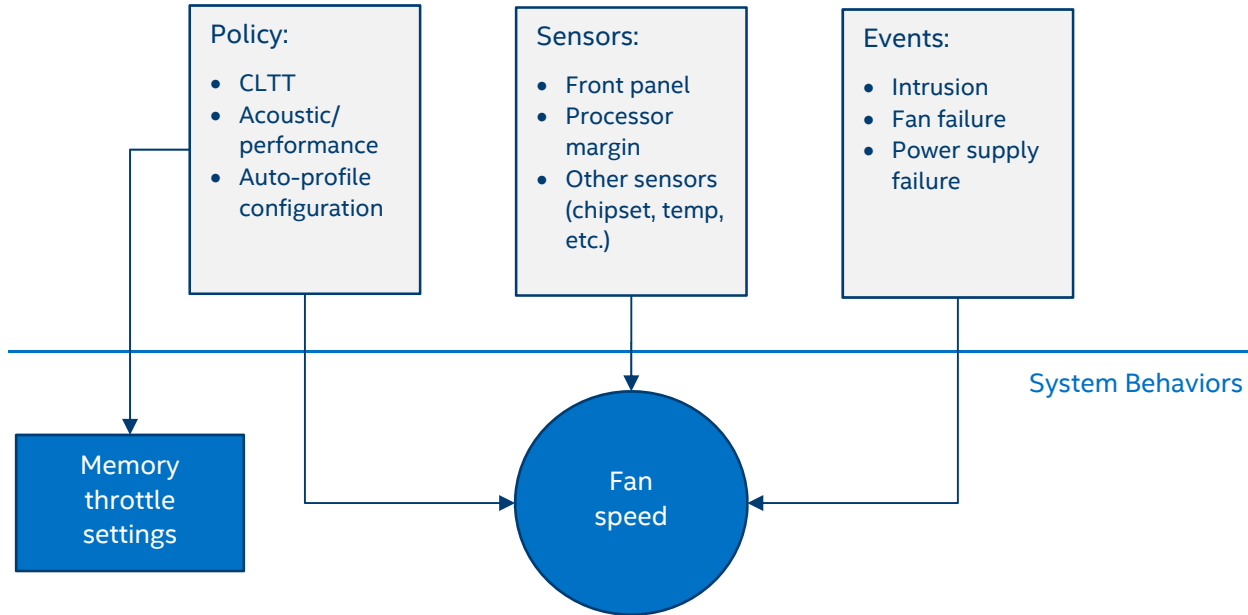 Policy:
• CLTT
• Acoustic/
performance
• Auto-profile
configuration
Sensors:
• Front panel
• Processor
margin
• Other sensors
(chipset, temp,
etc.)
Events:
• Intrusion
• Fan failure
• Power supply
failure
System Behaviors
Memory
throttle
settings
Fan
speed